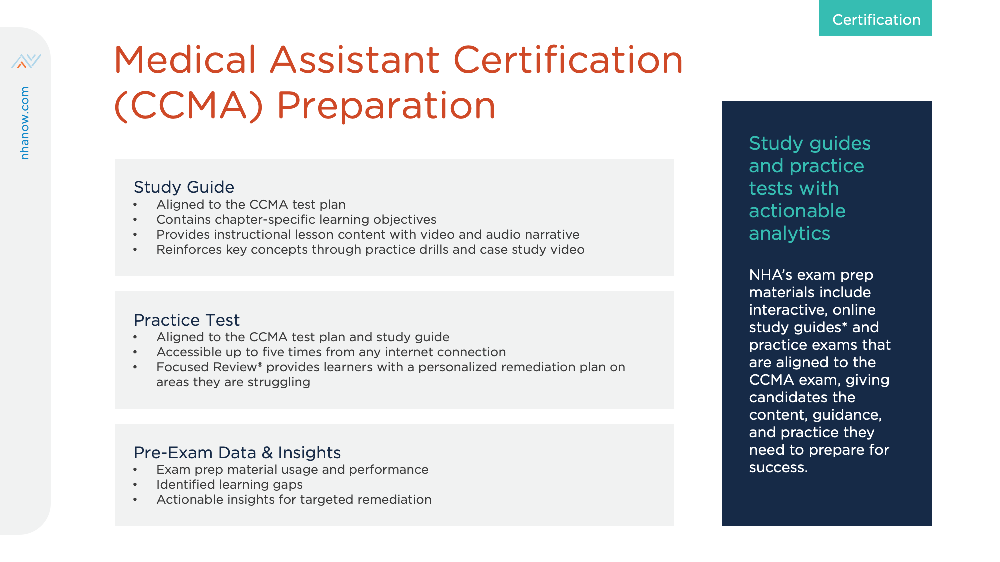 Certification
nhanow.com
Medical Assistant Certification
(CCMA) Preparation
Study Guide
• Aligned to the CCMA test plan
• Contains chapter-specific learning objectives
• Provides instructional lesson content with video and audio narrative
• Reinforces key concepts through practice drills and case study video
Practice Test
• Aligned to the CCMA test plan and study guide
• Accessible up to five times from any internet connection
• Focused Review® provides learners with a personalized remediation plan on
areas they are struggling
Pre-Exam Data & Insights
• Exam prep material usage and performance
• Identified learning gaps
• Actionable insights for targeted remediation
Study guides
and practice
tests with
actionable
analytics
NHA’s exam prep
materials include
interactive, online
study guides* and
practice exams that
are aligned to the
CCMA exam, giving
candidates the
content, guidance,
and practice they
need to prepare for
success.